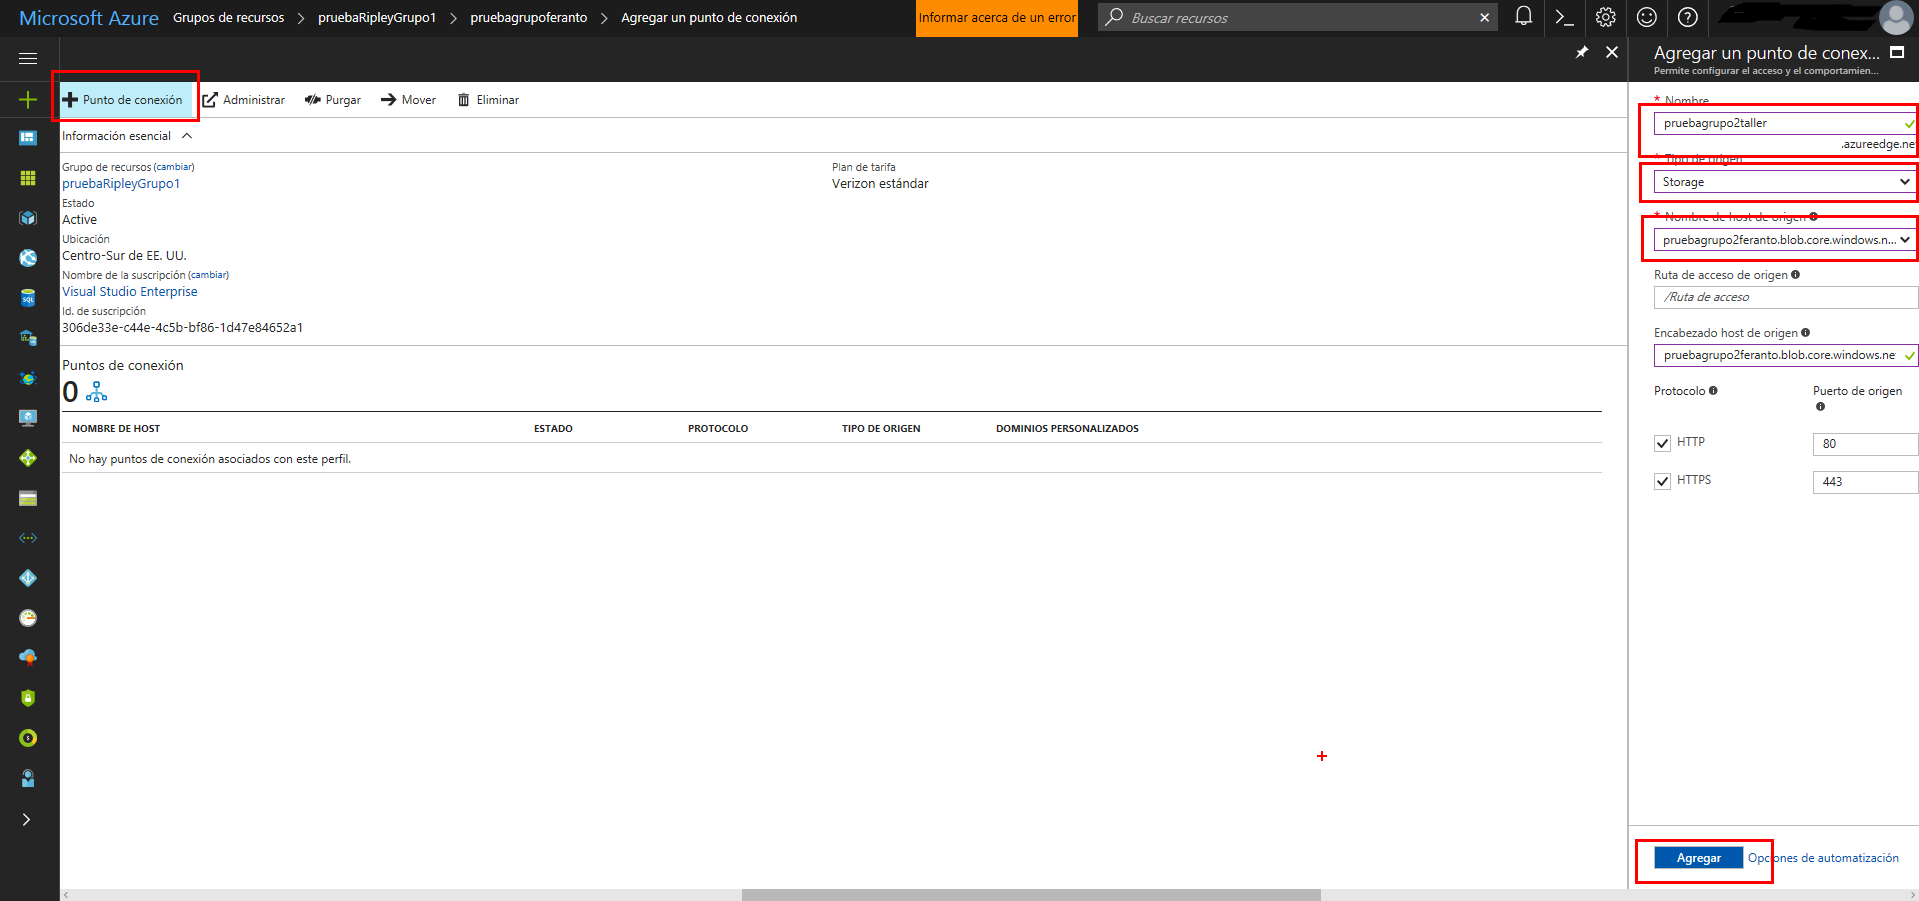 Microsoft Azure Grupos de recursos > pruebaRipleyGrupo1 > pruebagrupoferanto > Agregar un punto de conexión
Informar acerca de un error
Buscar recursos
Punto de conexión Administrar Purgar Mover Eliminar
Información esencial
Grupo de recursos (cambiar)
pruebaRipleyGrupo1
Estado
Active
Ubicación
Centro-Sur de EE. UU.
Nombre de la suscripción (cambiar)
Visual Studio Enterprise
Id. de suscripción
306de33e-c44e-4c5b-bf86-1d47e84652a1
Plan de tarifa
Verizon estándar
Puntos de conexión
0
NOMBRE DE HOST ESTADO PROTOCOLO TIPO DE ORIGEN DOMINIOS PERSONALIZADOS
No hay puntos de conexión asociados con este perfil.
Agregar un punto de conex...
Permite configurar el acceso y el comportamien...
* Nombre
pruebagrupo2taller
.azureedge.ne
* Tipo de origen
Storage
* Nombre de host de origen
pruebagrupo2feranto.blob.core.windows.n...
Ruta de acceso de origen
/Ruta de acceso
Encabezado host de origen
pruebagrupo2feranto.blob.core.windows.ne
Protocolo Puerto de origen
HTTP 80
HTTPS 443
Agregar Opciones de automatización